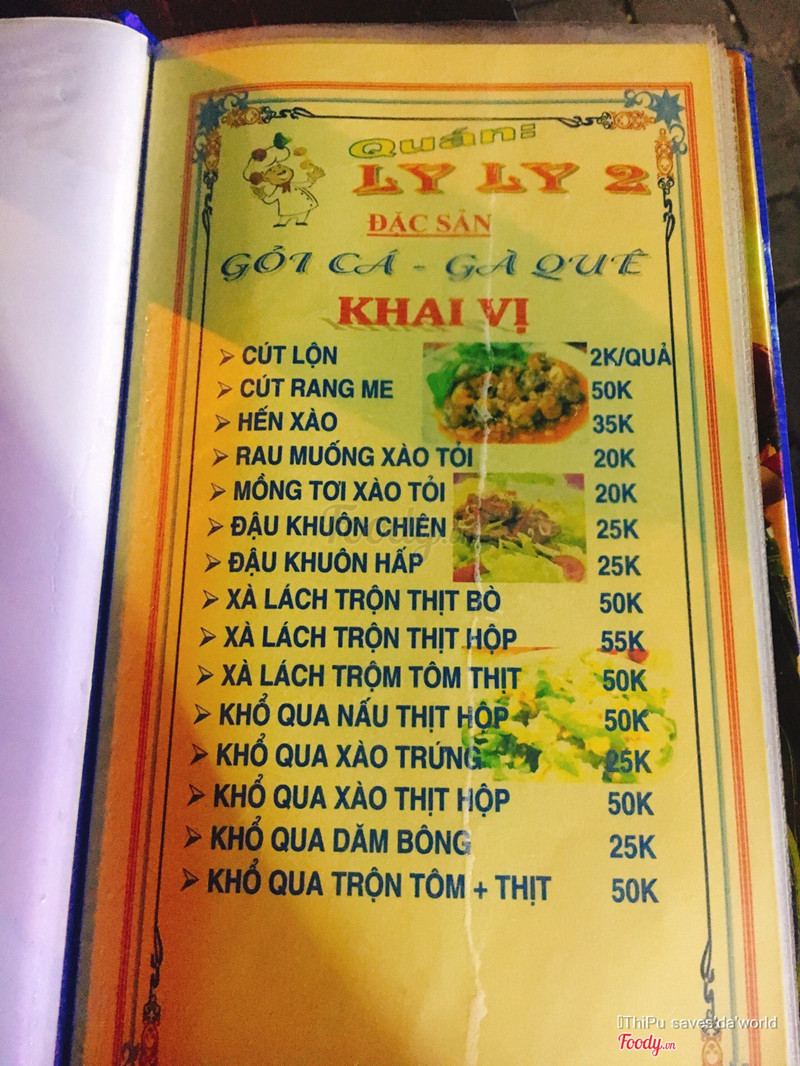 Quán:
LY LY 2
ĐẶC SẢN
GỎI CÁ - GÀ QUÊ
KHAI VỊ
CÚT LỘN 2K/QUẢ
CÚT RANG ME 50K
HẾN XÀO 35K
RAU MUỐNG XÀO TỎI 20K
MỒNG TƠI XÀO TỎI 20K
ĐẬU KHUÔN CHIÊN 25K
ĐẬU KHUÔN HẤP 25K
XÀ LÁCH TRỘN THỊT BÒ 50K
XÀ LÁCH TRỘN THỊT HỘP 55K
XÀ LÁCH TRỘM TÔM THỊT 50K
KHỔ QUA NẤU THỊT HỘP 50K
KHỔ QUA XÀO TRỨNG 25K
KHỔ QUA XÀO THỊT HỘP 50K
KHỔ QUA DĂM BÔNG 25K
KHỔ QUA TRỘN TÔM + THỊT 50K
Foody.vn
ThiPu saves'da'world
Foody.vn